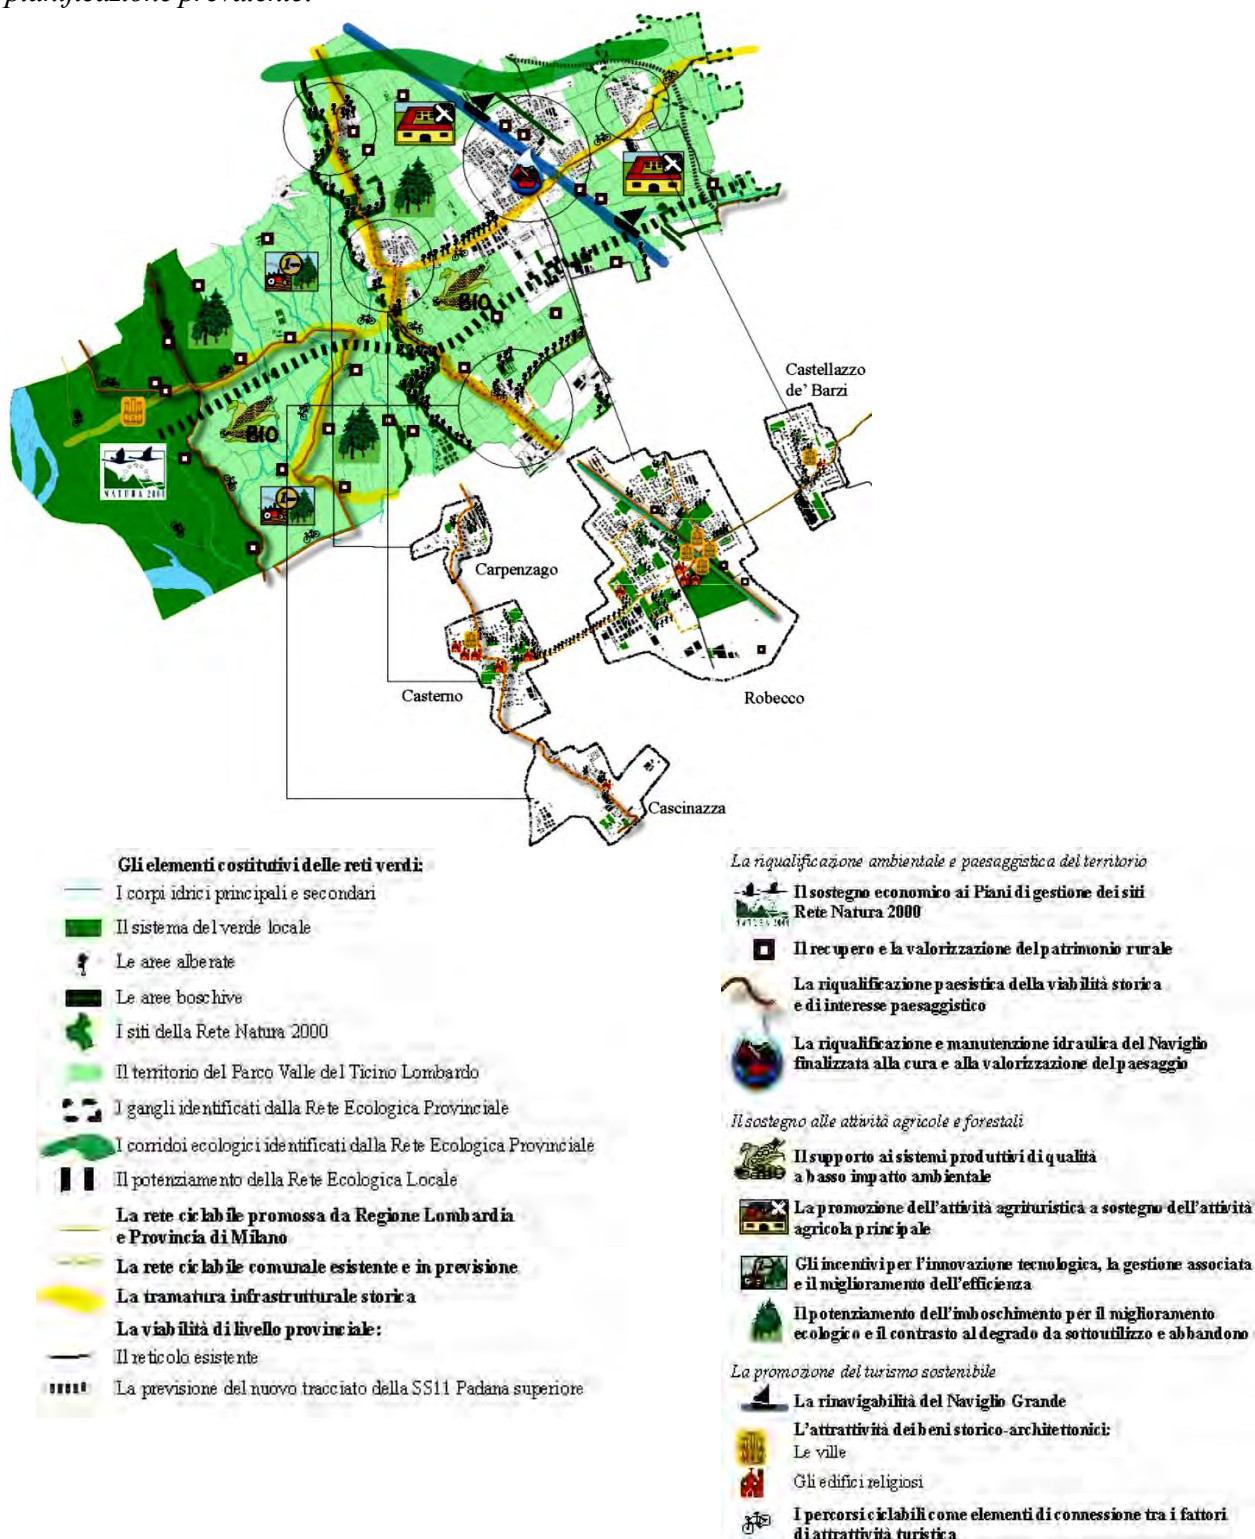 pianificazione prevalente.
BIO
BIO
NATURA 2000
Castellazzo
de' Barzi
Carpenzago
Casterno
Robecco
Cascinazza
Gli elementi costitutivi delle reti verdi:
I corpi idrici principali e secondari
Il sistema del verde locale
Le aree alberate
Le aree boschive
I siti della Rete Natura 2000
Il territorio del Parco Valle del Ticino Lombardo
I gangli identificati dalla Rete Ecologica Provinciale
I corridoi ecologici identificati dalla Rete Ecologica Provinciale
Il potenziamento della Rete Ecologica Locale
La rete ciclabile promossa da Regione Lombardia
e Provincia di Milano
La rete ciclabile comunale esistente e in previsione
La tramatura infrastrutturale storica
La viabilità di livello provinciale:
Il reticolo esistente
La previsione del nuovo tracciato della SS11 Padana superiore
La riqualificazione ambientale e paesaggistica del territorio
Il sostegno economico ai Piani di gestione dei siti
Rete Natura 2000
Il recupero e la valorizzazione del patrimonio rurale
La riqualificazione paesistica della viabilità storica
e di interesse paesaggistico
La riqualificazione e manutenzione idraulica del Naviglio
finalizzata alla cura e alla valorizzazione del paesaggio
Il sostegno alle attività agricole e forestali
Il supporto ai sistemi produttivi di qualità
a basso impatto ambientale
La promozione dell'attività agrituristica a sostegno dell'attività
agricola principale
Gli incentivi per l'innovazione tecnologica, la gestione associata
e il miglioramento dell'efficienza
Il potenziamento dell'imboschimento per il miglioramento
ecologico e il contrasto al degrado da sottoutilizzo e abbandono
La promozione del turismo sostenibile
La rinavigabilità del Naviglio Grande
L'attrattività dei beni storico-architettonici:
Le ville
Gli edifici religiosi
I percorsi ciclabili come elementi di connessione tra i fattori
di attrattività turistica